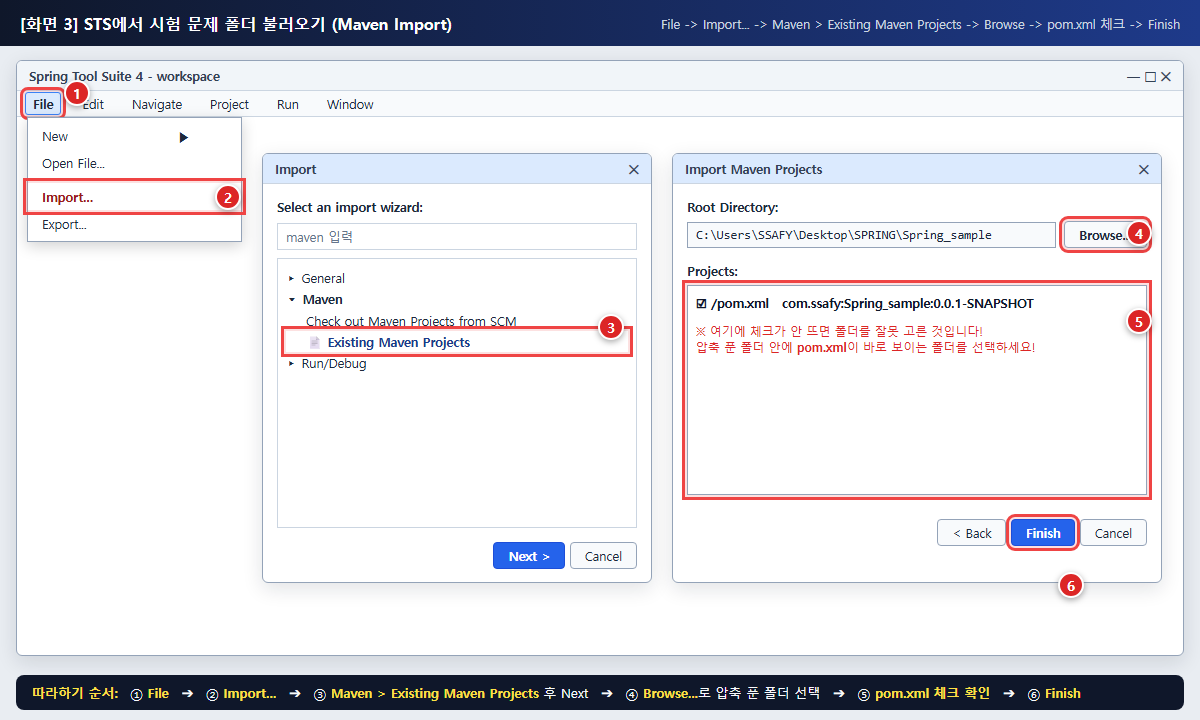 [화면 3] STS에서 시험 문제 폴더 불러오기 (Maven Import)
File -> Import... -> Maven > Existing Maven Projects -> Browse -> pom.xml 체크 -> Finish
Spring Tool Suite 4 - workspace
File 1 Edit Navigate Project Run Window
New
Open File...
Import... 2
Export...
Import
Select an import wizard:
maven 입력
General
Maven
Check out Maven Projects from SCM
Existing Maven Projects 3
Run/Debug
Next > Cancel
Import Maven Projects
Root Directory:
C:\Users\SSAFY\Desktop\SPRING\Spring_sample Browse... 4
Projects:
/pom.xml com.ssafy:Spring_sample:0.0.1-SNAPSHOT
5
※ 여기에 체크가 안 뜨면 폴더를 잘못 고른 것입니다!
압축 푼 폴더 안에 pom.xml이 바로 보이는 폴더를 선택하세요!
< Back Finish Cancel
6
따라하기 순서: ① File ➔ ② Import... ➔ ③ Maven > Existing Maven Projects 후 Next ➔ ④ Browse...로 압축 푼 폴더 선택 ➔ ⑤ pom.xml 체크 확인 ➔ ⑥ Finish